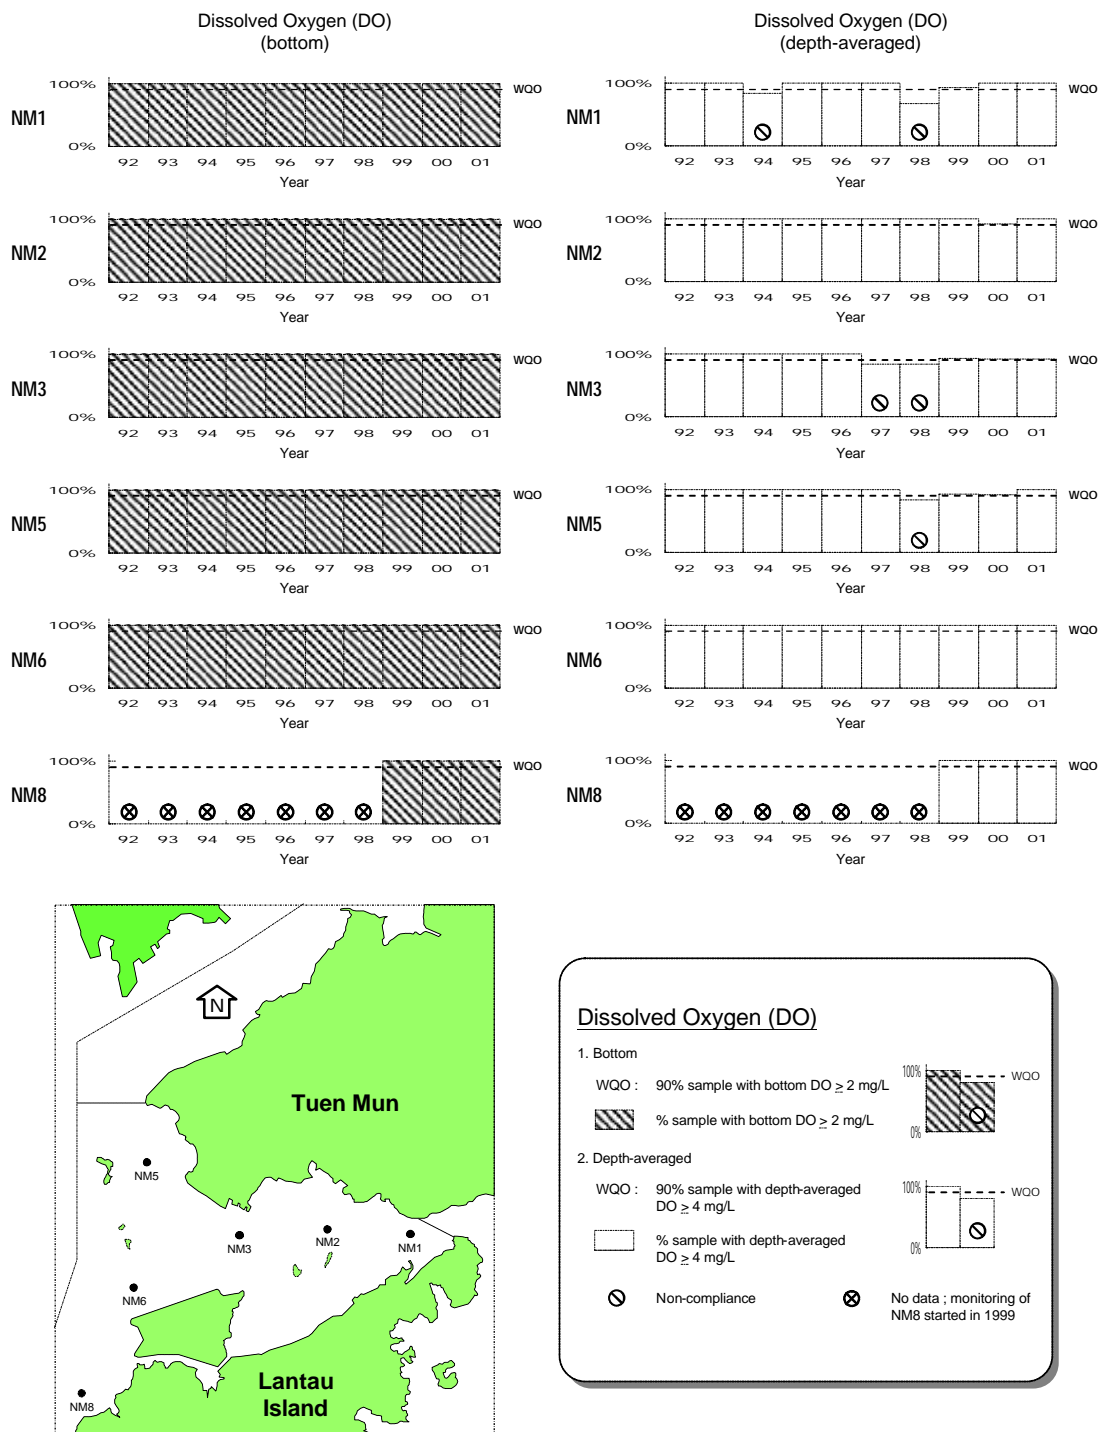 Dissolved Oxygen (DO)
(bottom)
Dissolved Oxygen (DO)
(depth-averaged)
NM1
100%
0%
WQO
92 93 94 95 96 97 98 99 00 01
Year
NM1
100%
0%
WQO
92 93 94 95 96 97 98 99 00 01
Year
NM2
100%
0%
WQO
92 93 94 95 96 97 98 99 00 01
Year
NM2
100%
0%
WQO
92 93 94 95 96 97 98 99 00 01
Year
NM3
100%
0%
WQO
92 93 94 95 96 97 98 99 00 01
Year
NM3
100%
0%
WQO
92 93 94 95 96 97 98 99 00 01
Year
NM5
100%
0%
WQO
92 93 94 95 96 97 98 99 00 01
Year
NM5
100%
0%
WQO
92 93 94 95 96 97 98 99 00 01
Year
NM6
100%
0%
WQO
92 93 94 95 96 97 98 99 00 01
Year
NM6
100%
0%
WQO
92 93 94 95 96 97 98 99 00 01
Year
NM8
100%
0%
WQO
92 93 94 95 96 97 98 99 00 01
Year
NM8
100%
0%
WQO
92 93 94 95 96 97 98 99 00 01
Year
N
Tuen Mun
NM5
NM3
NM2
NM1
NM6
NM8
Lantau
Island
Dissolved Oxygen (DO)
1. Bottom
WQO : 90% sample with bottom DO ≥ 2 mg/L
% sample with bottom DO ≥ 2 mg/L
100%
0%
WQO
2. Depth-averaged
WQO : 90% sample with depth-averaged
DO ≥ 4 mg/L
% sample with depth-averaged
DO ≥ 4 mg/L
100%
0%
WQO
Non-compliance
No data ; monitoring of
NM8 started in 1999